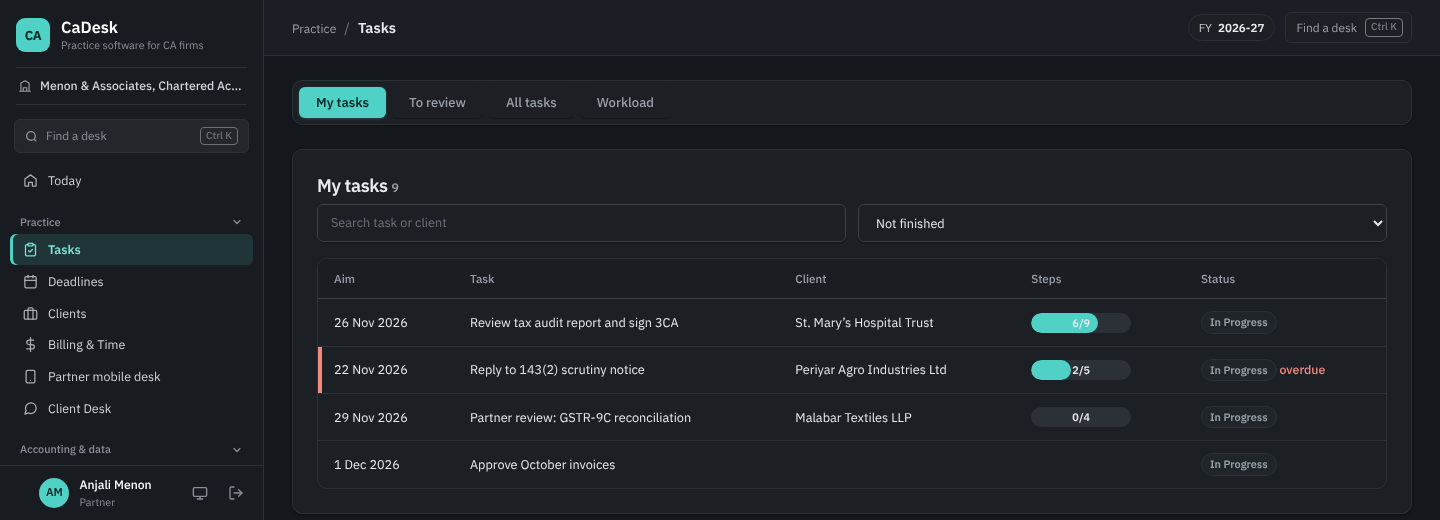 CA
CaDesk
Practice software for CA firms
Menon & Associates, Chartered Ac...
Find a desk Ctrl K
Today
Practice
Tasks
Deadlines
Clients
Billing & Time
Partner mobile desk
Client Desk
Accounting & data
AM
Anjali Menon
Partner
Practice / Tasks
FY 2026-27
Find a desk Ctrl K
My tasks To review All tasks Workload
My tasks 9
Search task or client
Not finished
Aim Task Client Steps Status
26 Nov 2026 Review tax audit report and sign 3CA St. Mary’s Hospital Trust 6/9 In Progress
22 Nov 2026 Reply to 143(2) scrutiny notice Periyar Agro Industries Ltd 2/5 In Progress overdue
29 Nov 2026 Partner review: GSTR-9C reconciliation Malabar Textiles LLP 0/4 In Progress
1 Dec 2026 Approve October invoices In Progress